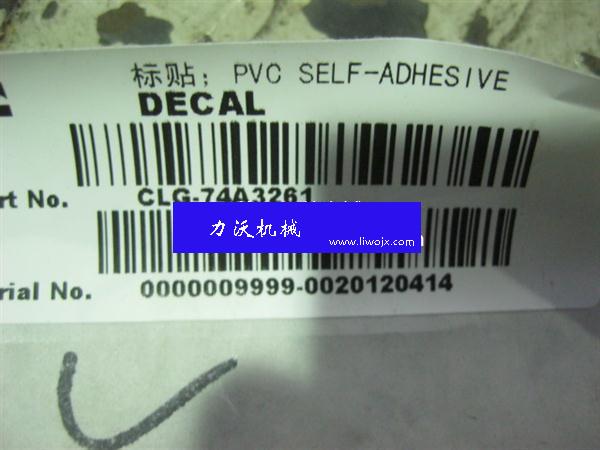 标贴: PVC SELF-ADHESIVE
DECAL
rt No. CLG-74A3261
力沃机械
www.liwojx.com
rial No. 0000009999-0020120414